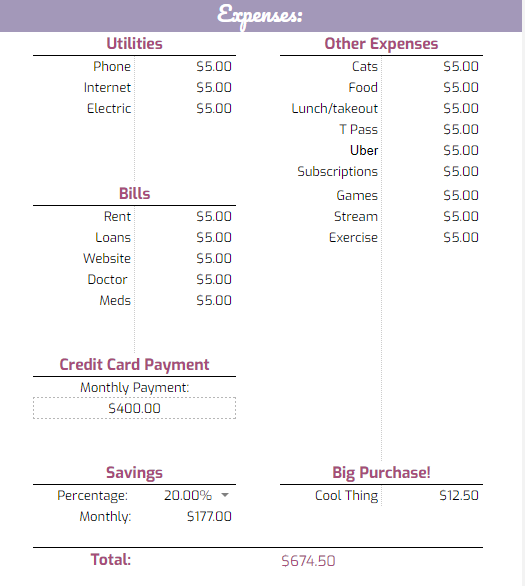 Expenses:
Utilities
Phone $5.00
Internet $5.00
Electric $5.00
Bills
Rent $5.00
Loans $5.00
Website $5.00
Doctor $5.00
Meds $5.00
Credit Card Payment
Monthly Payment:
$400.00
Savings
Percentage: 20.00%
Monthly: $177.00
Other Expenses
Cats $5.00
Food $5.00
Lunch/takeout $5.00
T Pass $5.00
Uber $5.00
Subscriptions $5.00
Games $5.00
Stream $5.00
Exercise $5.00
Big Purchase!
Cool Thing $12.50
Total: $674.50